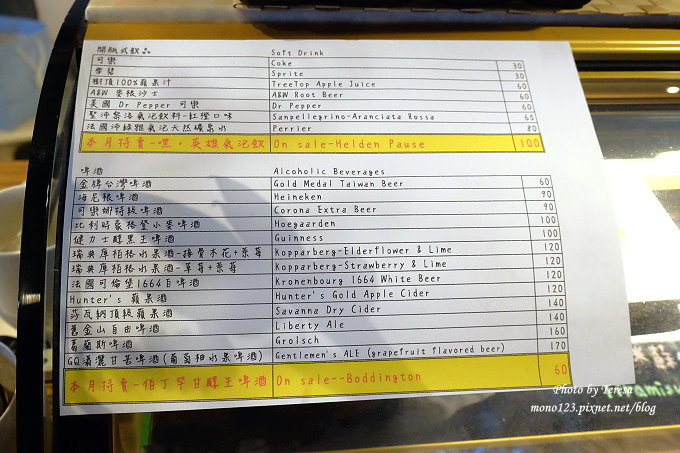 開瓶式飲品 Soft Drink
可樂 Coke 30
雪碧 Sprite 30
樹頂100%蘋果汁 TreeTop Apple Juice 60
A&W 麥根沙士 A&W Root Beer 60
美國 Dr Pepper 可樂 Dr Pepper 60
聖沛黎洛氣泡飲料-紅橙口味 Sanpellegrino-Aranciata Rossa 65
法國沛綠雅氣泡天然礦泉水 Perrier 80
本月特賣-嘿·英雄氣泡飲 On sale-Helden Pause 100
啤酒 Alcoholic Beverages
金牌台灣啤酒 Gold Medal Taiwan Beer 60
海尼根啤酒 Heineken 90
可樂娜特級啤酒 Corona Extra Beer 90
比利時豪格登小麥啤酒 Hoegaarden 100
健力士醇黑生啤酒 Guinness 100
瑞典庫柏格水果酒-接骨木花+萊姆 Kopparberg-Elderflower & Lime 120
瑞典庫柏格水果酒-草莓+萊姆 Kopparberg-Strawberry & Lime 120
法國可倫堡1664白啤酒 Kronenbourg 1664 White Beer 120
Hunter's 蘋果酒 Hunter's Gold Apple Cider 120
莎瓦納頂級蘋果酒 Savanna Dry Cider 140
舊金山自由啤酒 Liberty Ale 140
葛蘭斯啤酒 Grolsch 160
GQ瀟灑甘苦啤酒(葡萄柚水果啤酒) Gentlemen's ALE (grapefruit flavored beer) 170
本月特賣-伯丁罕甘醇生啤酒 On sale--Boddington 60
Photo by Teresa
mono123.pixnet.net/blog